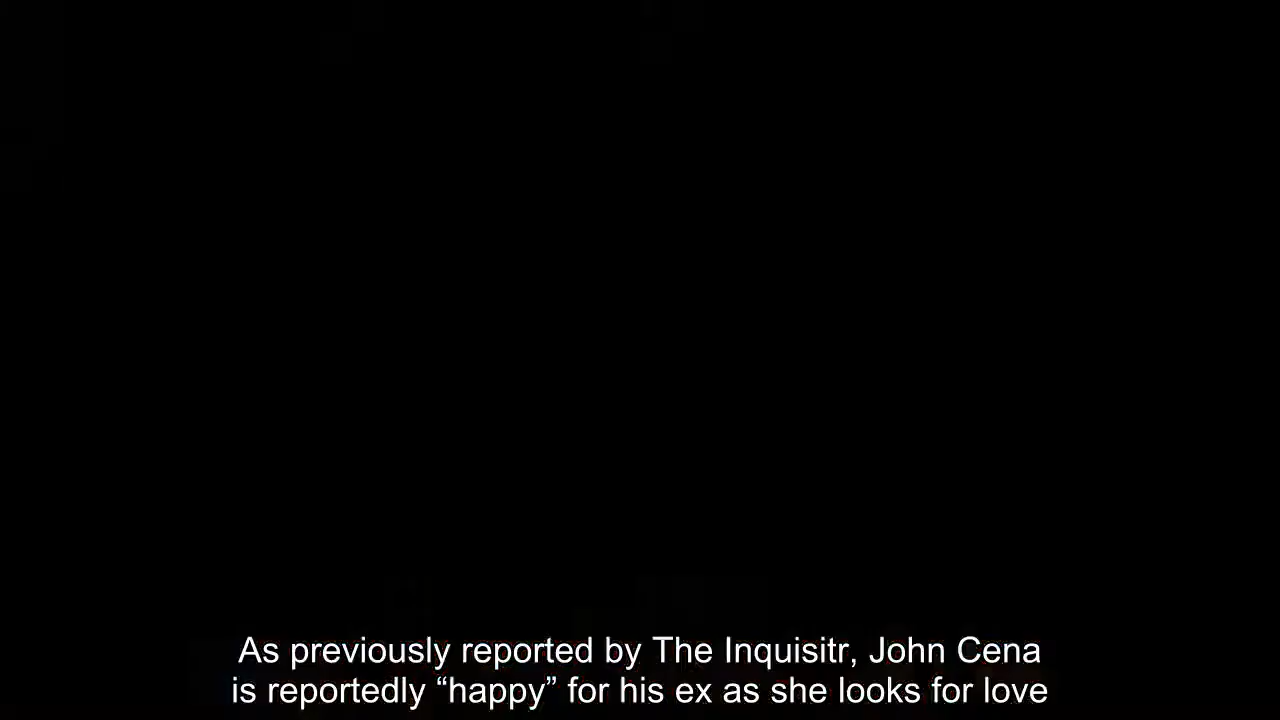 As previously reported by The Inquisitr, John Cena
is reportedly “happy” for his ex as she looks for love